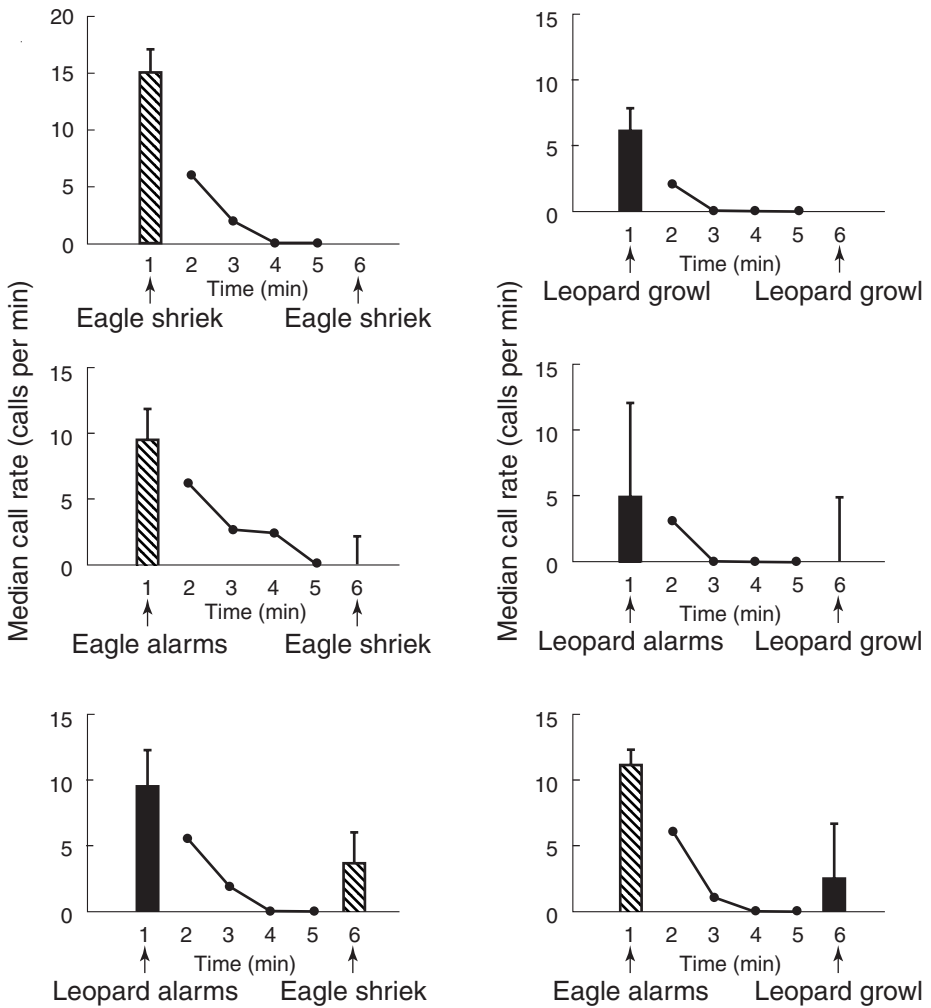 Median call rate (calls per min)
20
15
10
5
0
1 2 3 4 5 6
Time (min)
Eagle shriek Eagle shriek
15
10
5
0
1 2 3 4 5 6
Time (min)
Eagle alarms Eagle shriek
15
10
5
0
1 2 3 4 5 6
Time (min)
Leopard alarms Eagle shriek
Median call rate (calls per min)
15
10
5
0
1 2 3 4 5 6
Time (min)
Leopard growl Leopard growl
15
10
5
0
1 2 3 4 5 6
Time (min)
Leopard alarms Leopard growl
15
10
5
0
1 2 3 4 5 6
Time (min)
Eagle alarms Leopard growl